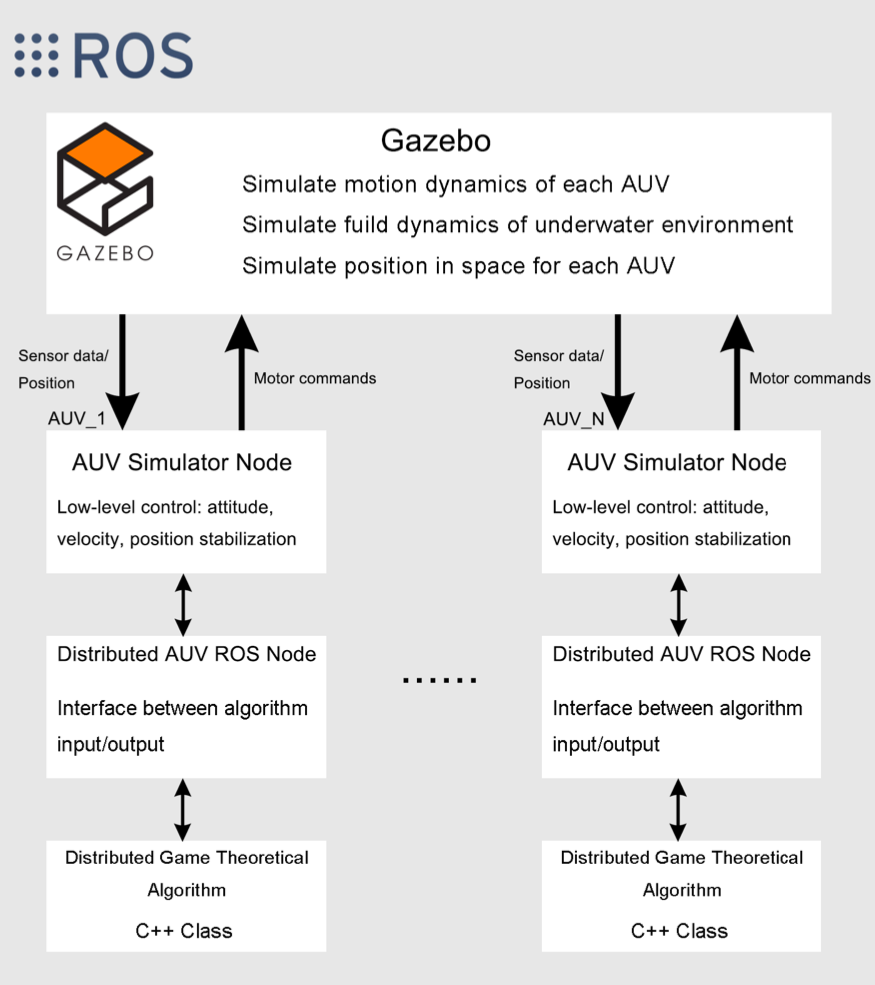 ROS
Gazebo
GAZEBO
Simulate motion dynamics of each AUV
Simulate fuild dynamics of underwater environment
Simulate position in space for each AUV
Sensor data/
Position
Motor commands
Sensor data/
Position
Motor commands
AUV_1
AUV Simulator Node
Low-level control: attitude,
velocity, position stabilization
AUV_N
AUV Simulator Node
Low-level control: attitude,
velocity, position stabilization
Distributed AUV ROS Node
Interface between algorithm
input/output
......
Distributed AUV ROS Node
Interface between algorithm
input/output
Distributed Game Theoretical
Algorithm
C++ Class
Distributed Game Theoretical
Algorithm
C++ Class